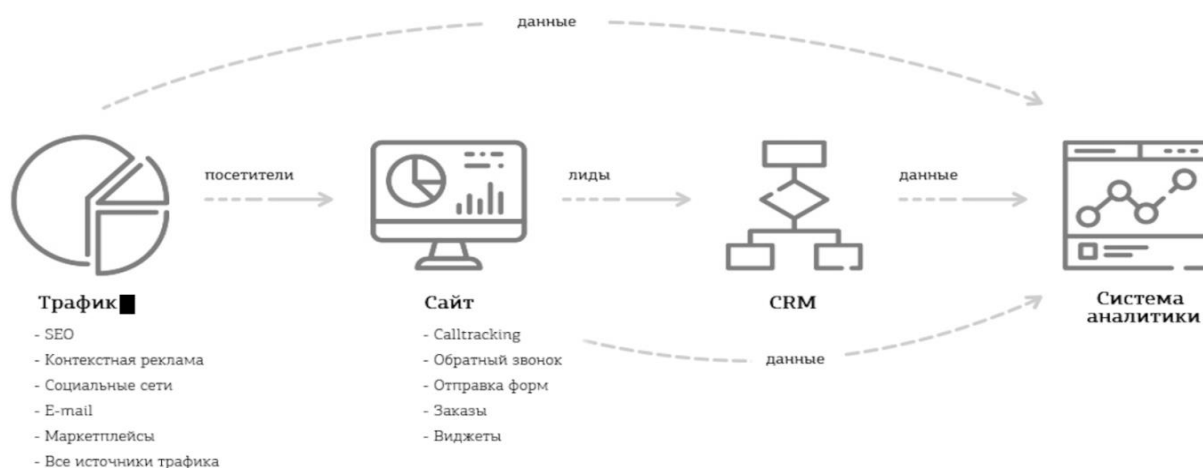 данные
посетители
лиды
данные
Трафик
- SEO
- Контекстная реклама
- Социальные сети
- E-mail
- Маркетплейсы
- Все источники трафика
Сайт
- Calltracking
- Обратный звонок
- Отправка форм
- Заказы
- Виджеты
CRM
данные
Система
аналитики